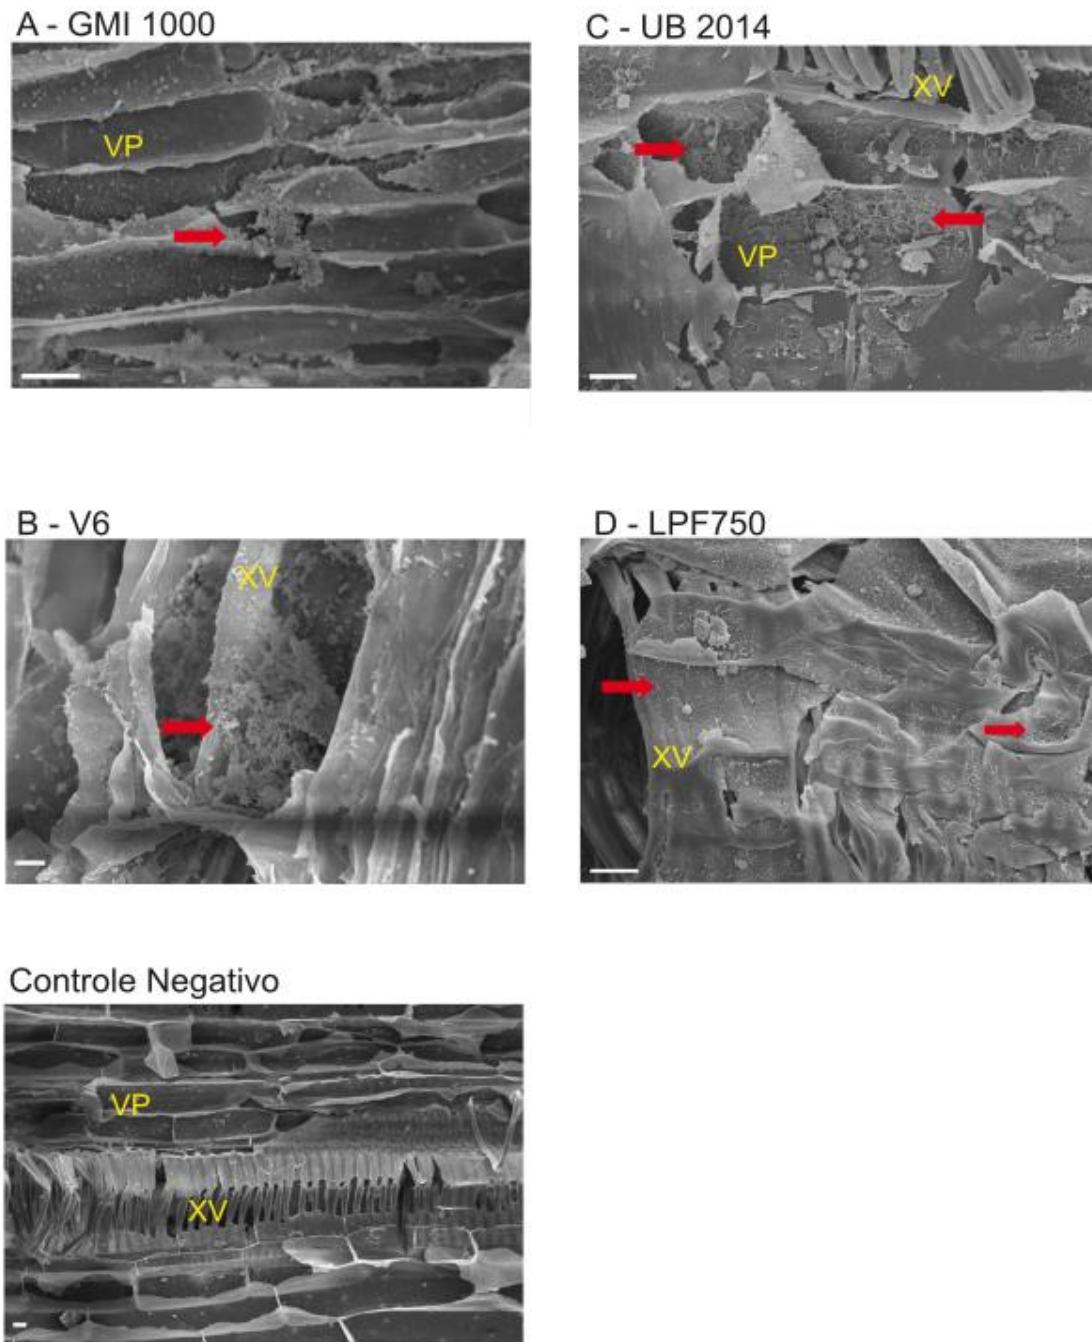 A - GMI 1000
VP
C - UB 2014
XV
VP
B - V6
XV
D - LPF750
XV
Controle Negativo
VP
XV